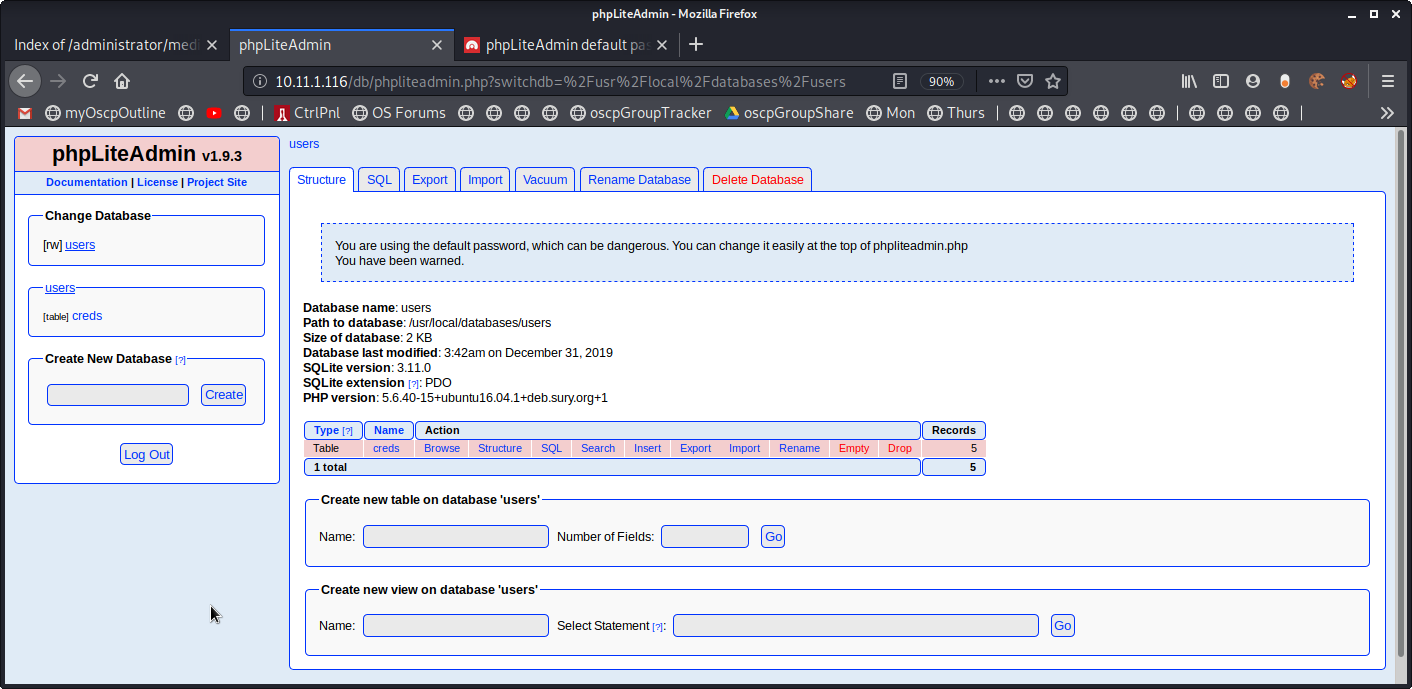 phpLiteAdmin - Mozilla Firefox
Index of /administrator/med
phpLiteAdmin
phpLiteAdmin default pa
10.11.1.116/db/phpliteadmin.php?switchdb=%2Fusr%2Flocal%2Fdatabases%2Fusers
90%
myOscpOutline CtrlPnl OS Forums oscpGroupTracker oscpGroupShare Mon Thurs
phpLiteAdmin v1.9.3
Documentation | License | Project Site
Change Database
[rw] users
users
[table] creds
Create New Database [?]
Create
Log Out
users
Structure SQL Export Import Vacuum Rename Database Delete Database
You are using the default password, which can be dangerous. You can change it easily at the top of phpliteadmin.php
You have been warned.
Database name: users
Path to database: /usr/local/databases/users
Size of database: 2 KB
Database last modified: 3:42am on December 31, 2019
SQLite version: 3.11.0
SQLite extension [?]: PDO
PHP version: 5.6.40-15+ubuntu16.04.1+deb.sury.org+1
Type [?] Name Action Records
Table creds Browse Structure SQL Search Insert Export Import Rename Empty Drop 5
1 total 5
Create new table on database 'users'
Name: Number of Fields: Go
Create new view on database 'users'
Name: Select Statement [?]: Go